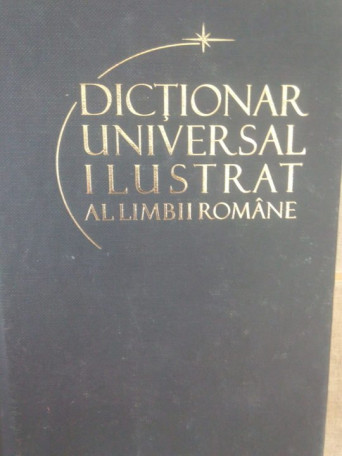 DICȚIONAR
UNIVERSAL
ILUSTRAT
AL LIMBII ROMÂNE